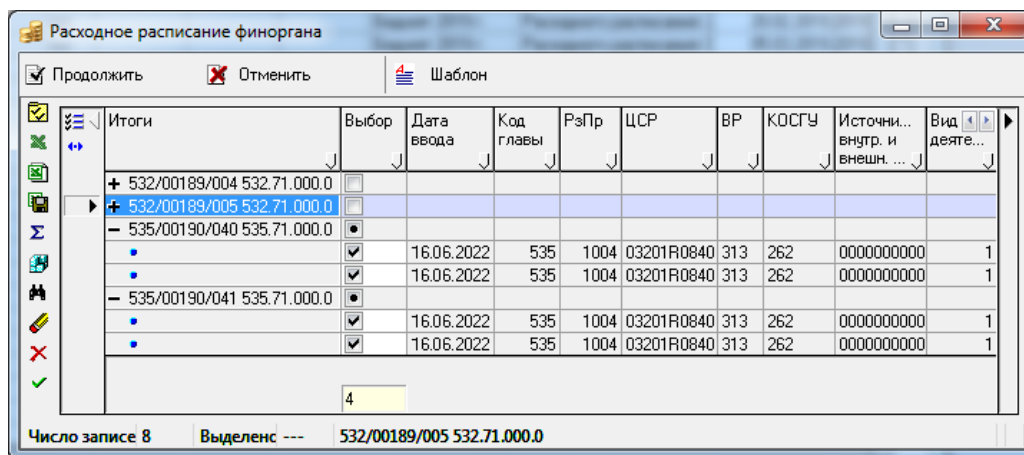 Расходное расписание финоргана
Продолжить Отменить Шаблон
Итоги Выбор Дата ввода Код главы РзПр ЦСР ВР КОСГУ Источни... внутр. и внешн. ... Вид деяте...
+ 532/00189/004 532.71.000.0
+ 532/00189/005 532.71.000.0
− 535/00190/040 535.71.000.0
16.06.2022 535 1004 03201R0840 313 262 0000000000 1
16.06.2022 535 1004 03201R0840 313 262 0000000000 1
− 535/00190/041 535.71.000.0
16.06.2022 535 1004 03201R0840 313 262 0000000000 1
16.06.2022 535 1004 03201R0840 313 262 0000000000 1
4
Число записе 8 Выделенс --- 532/00189/005 532.71.000.0